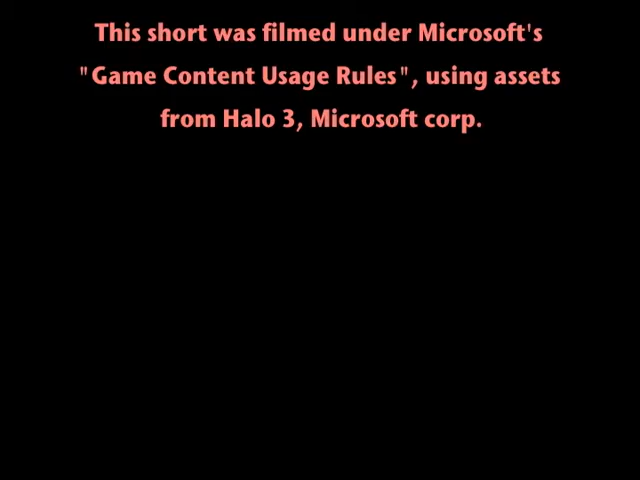 This short was filmed under Microsoft's
"Game Content Usage Rules", using assets
from Halo 3, Microsoft corp.